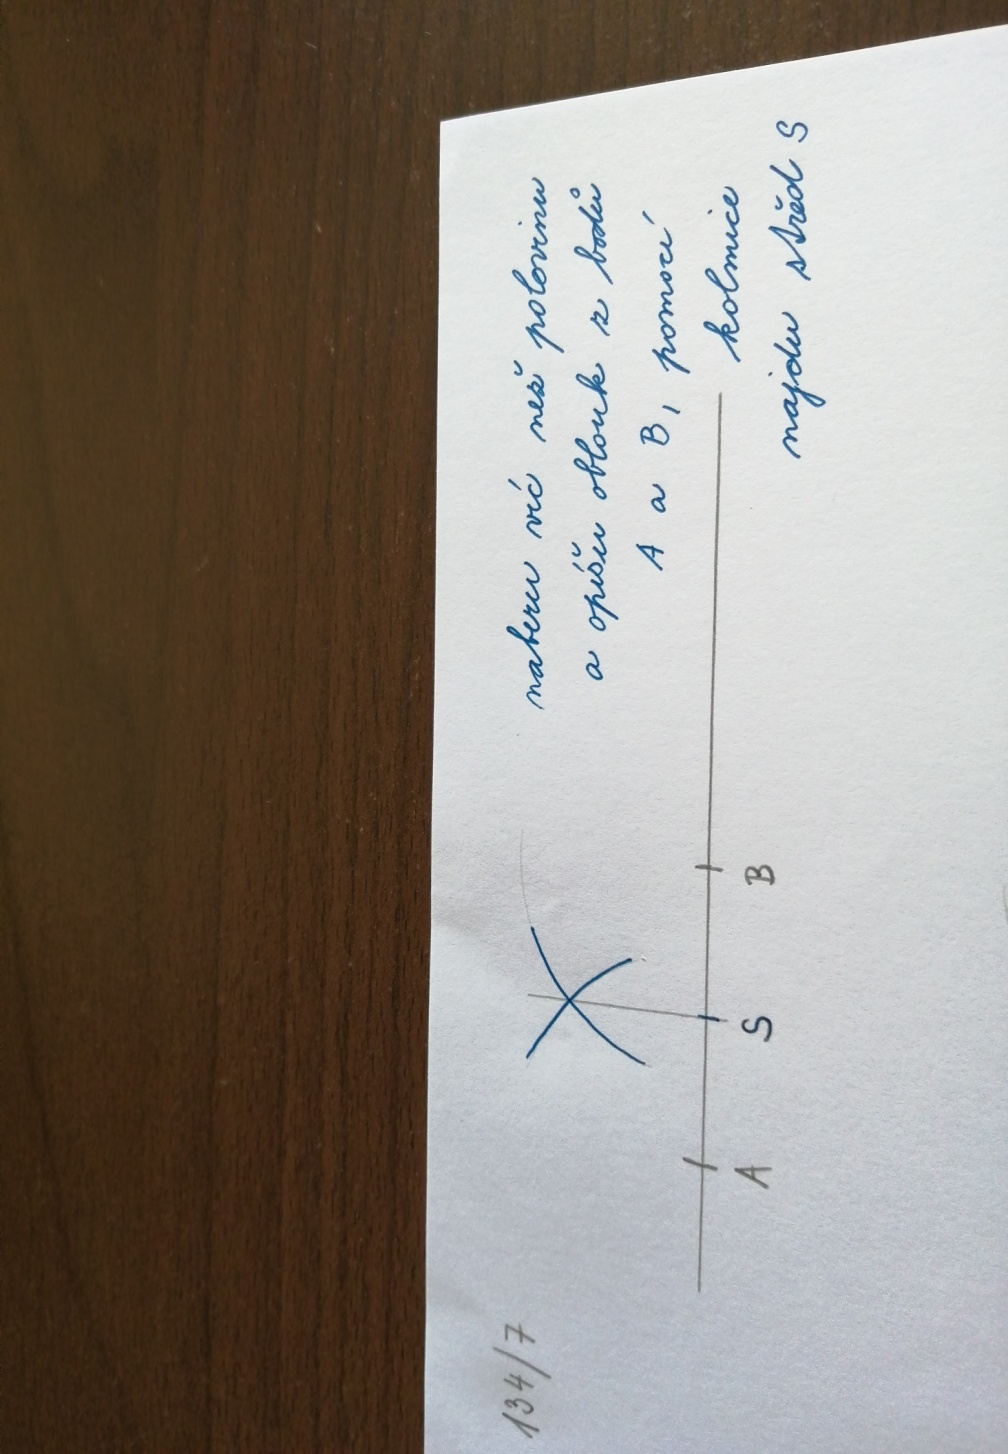 134/7
naberu víc než polovinu
a opíšu oblouk z bodů
A a B, pomocí
kolmice
najdu střed S
A S B